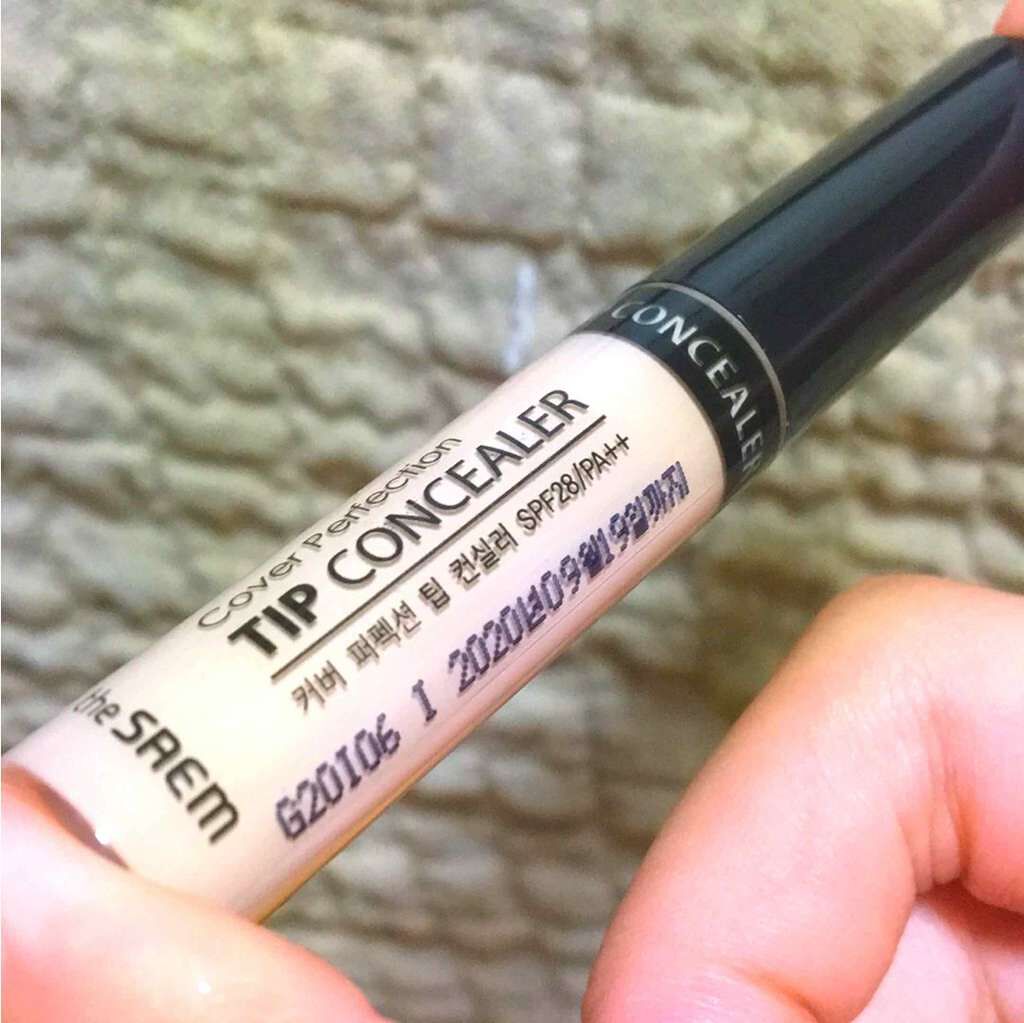 CONCEALER
Cover Perfection
TIP CONCEALER
커버 퍼펙션 팁 컨실러 SPF28/PA++
G20106 I 2020년09월19일까지
the SAEM